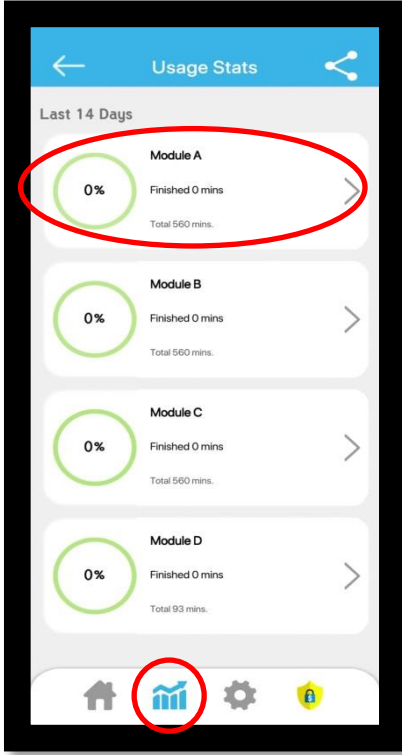 Usage Stats
Last 14 Days
Module A
0%
Finished 0 mins
Total 560 mins.
Module B
0%
Finished 0 mins
Total 560 mins.
Module C
0%
Finished 0 mins
Total 560 mins.
Module D
0%
Finished 0 mins
Total 93 mins.